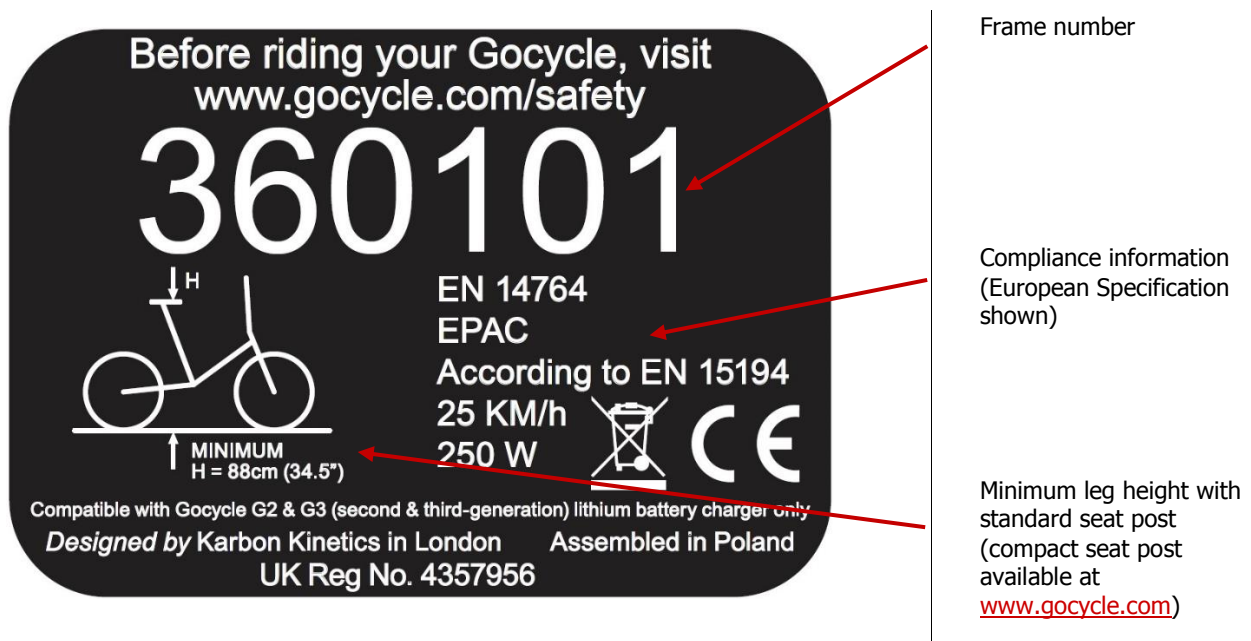 Before riding your Gocycle, visit
www.gocycle.com/safety
360101
H
MINIMUM
H = 88cm (34.5”)
EN 14764
EPAC
According to EN 15194
25 KM/h
250 W
CE
Compatible with Gocycle G2 & G3 (second & third-generation) lithium battery charger only
Designed by Karbon Kinetics in London Assembled in Poland
UK Reg No. 4357956
Frame number
Compliance information
(European Specification
shown)
Minimum leg height with
standard seat post
(compact seat post
available at
www.gocycle.com)